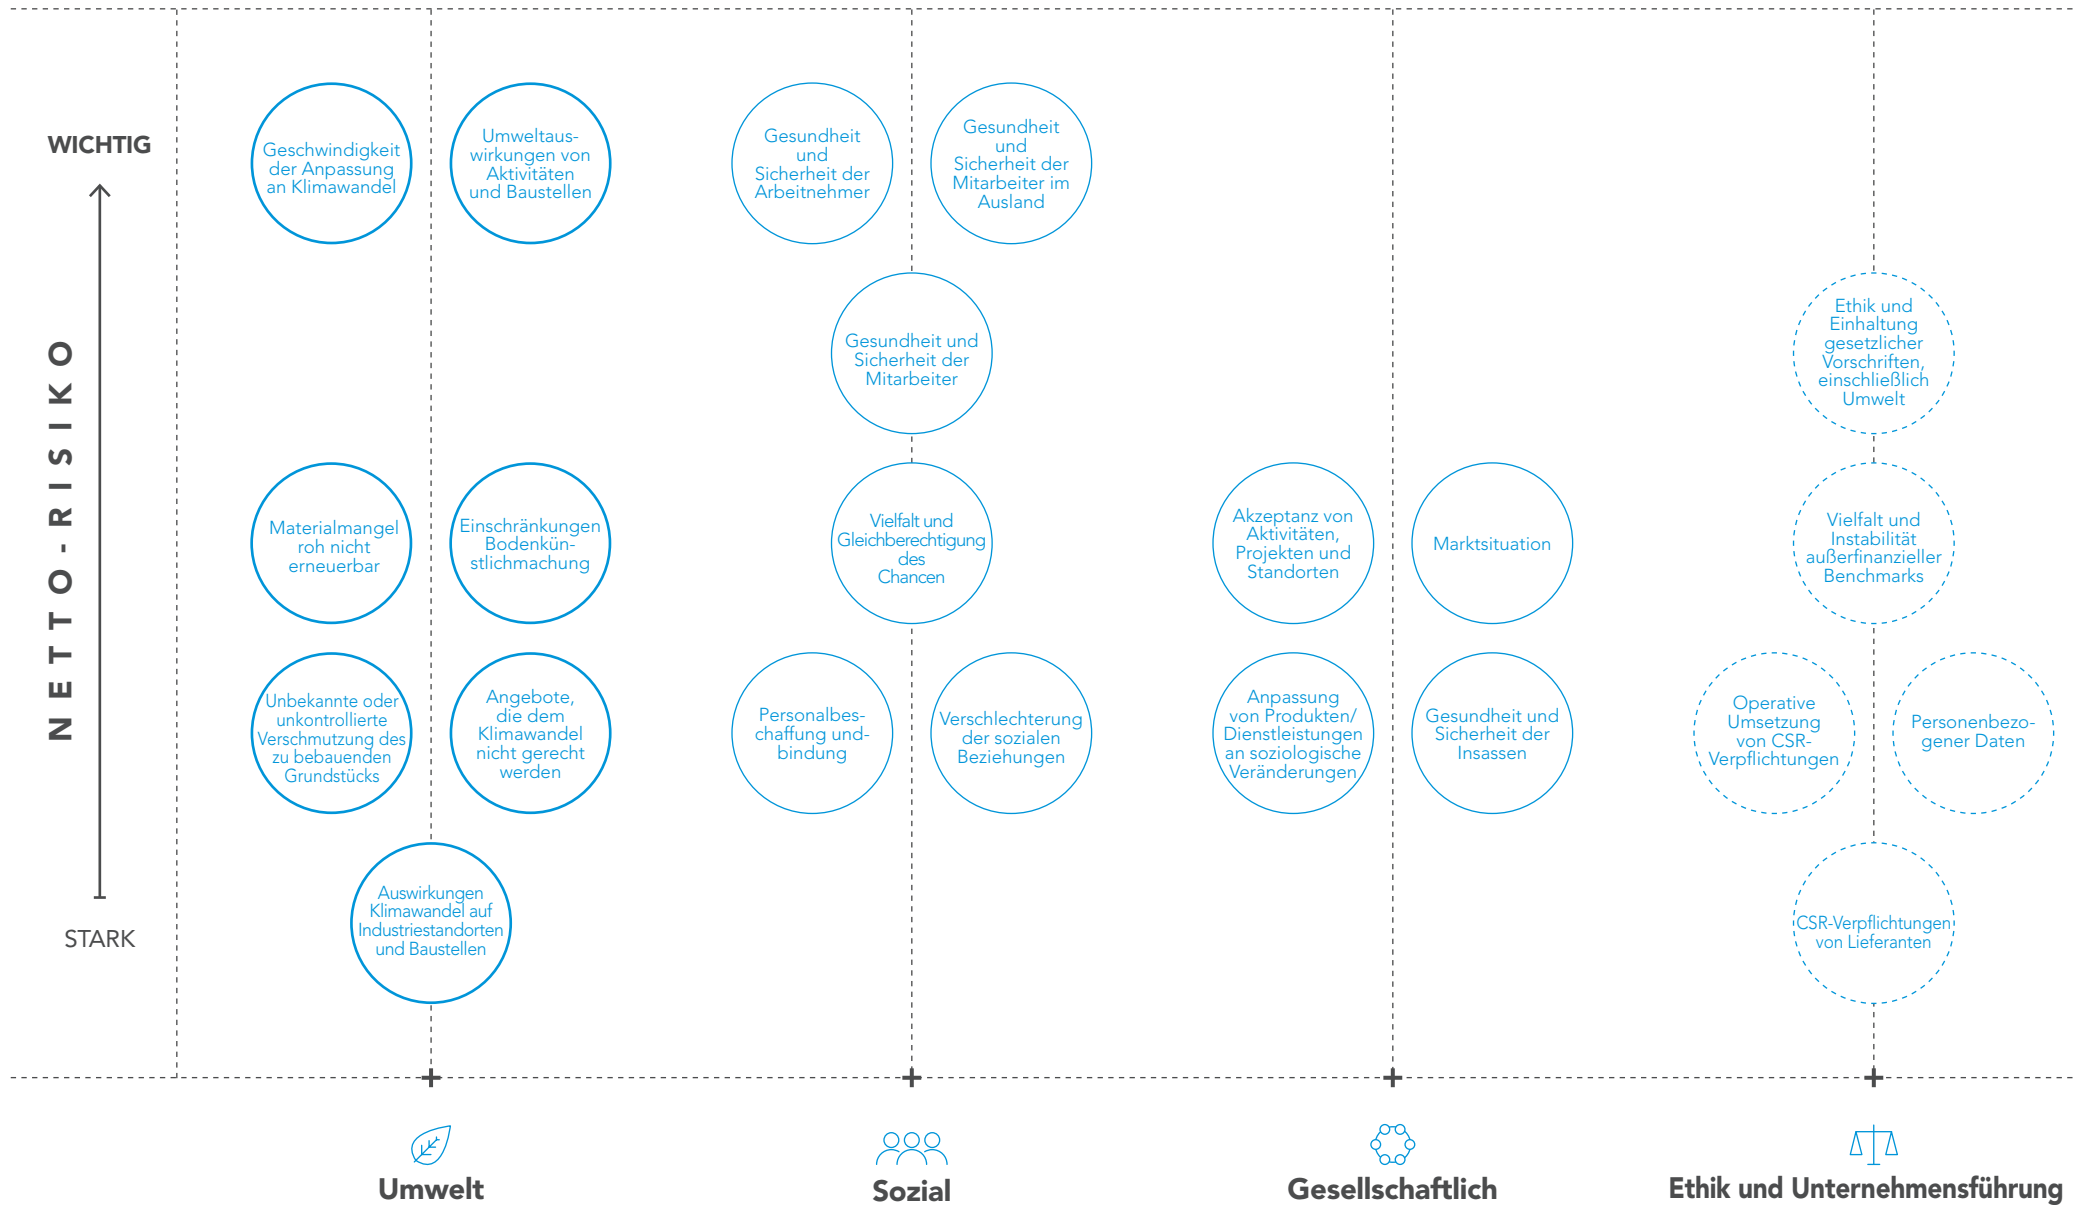 WICHTIG
NETTO-RISIKO
STARK
Geschwindigkeit
der Anpassung
an Klimawandel
Umweltaus-
wirkungen von
Aktivitäten
und Baustellen
Materialmangel
roh nicht
erneuerbar
Einschränkungen
Bodenkün-
stlichmachung
Unbekannte oder
unkontrollierte
Verschmutzung des
zu bebauenden
Grundstücks
Angebote,
die dem
Klimawandel
nicht gerecht
werden
Auswirkungen
Klimawandel auf
Industriestandorten
und Baustellen
Gesundheit
und
Sicherheit der
Arbeitnehmer
Gesundheit
und
Sicherheit der
Mitarbeiter im
Ausland
Gesundheit und
Sicherheit der
Mitarbeiter
Vielfalt und
Gleichberechtigung
des
Chancen
Personalbes-
chaffung und-
bindung
Verschlechterung
der sozialen
Beziehungen
Akzeptanz von
Aktivitäten,
Projekten und
Standorten
Marktsituation
Anpassung
von Produkten/
Dienstleistungen
an soziologische
Veränderungen
Gesundheit und
Sicherheit der
Insassen
Ethik und
Einhaltung
gesetzlicher
Vorschriften,
einschließlich
Umwelt
Vielfalt und
Instabilität
außerfinanzieller
Benchmarks
Operative
Umsetzung
von CSR-
Verpflichtungen
Personenbezo-
gener Daten
CSR-Verpflichtungen
von Lieferanten
Umwelt
Sozial
Gesellschaftlich
Ethik und Unternehmensführung